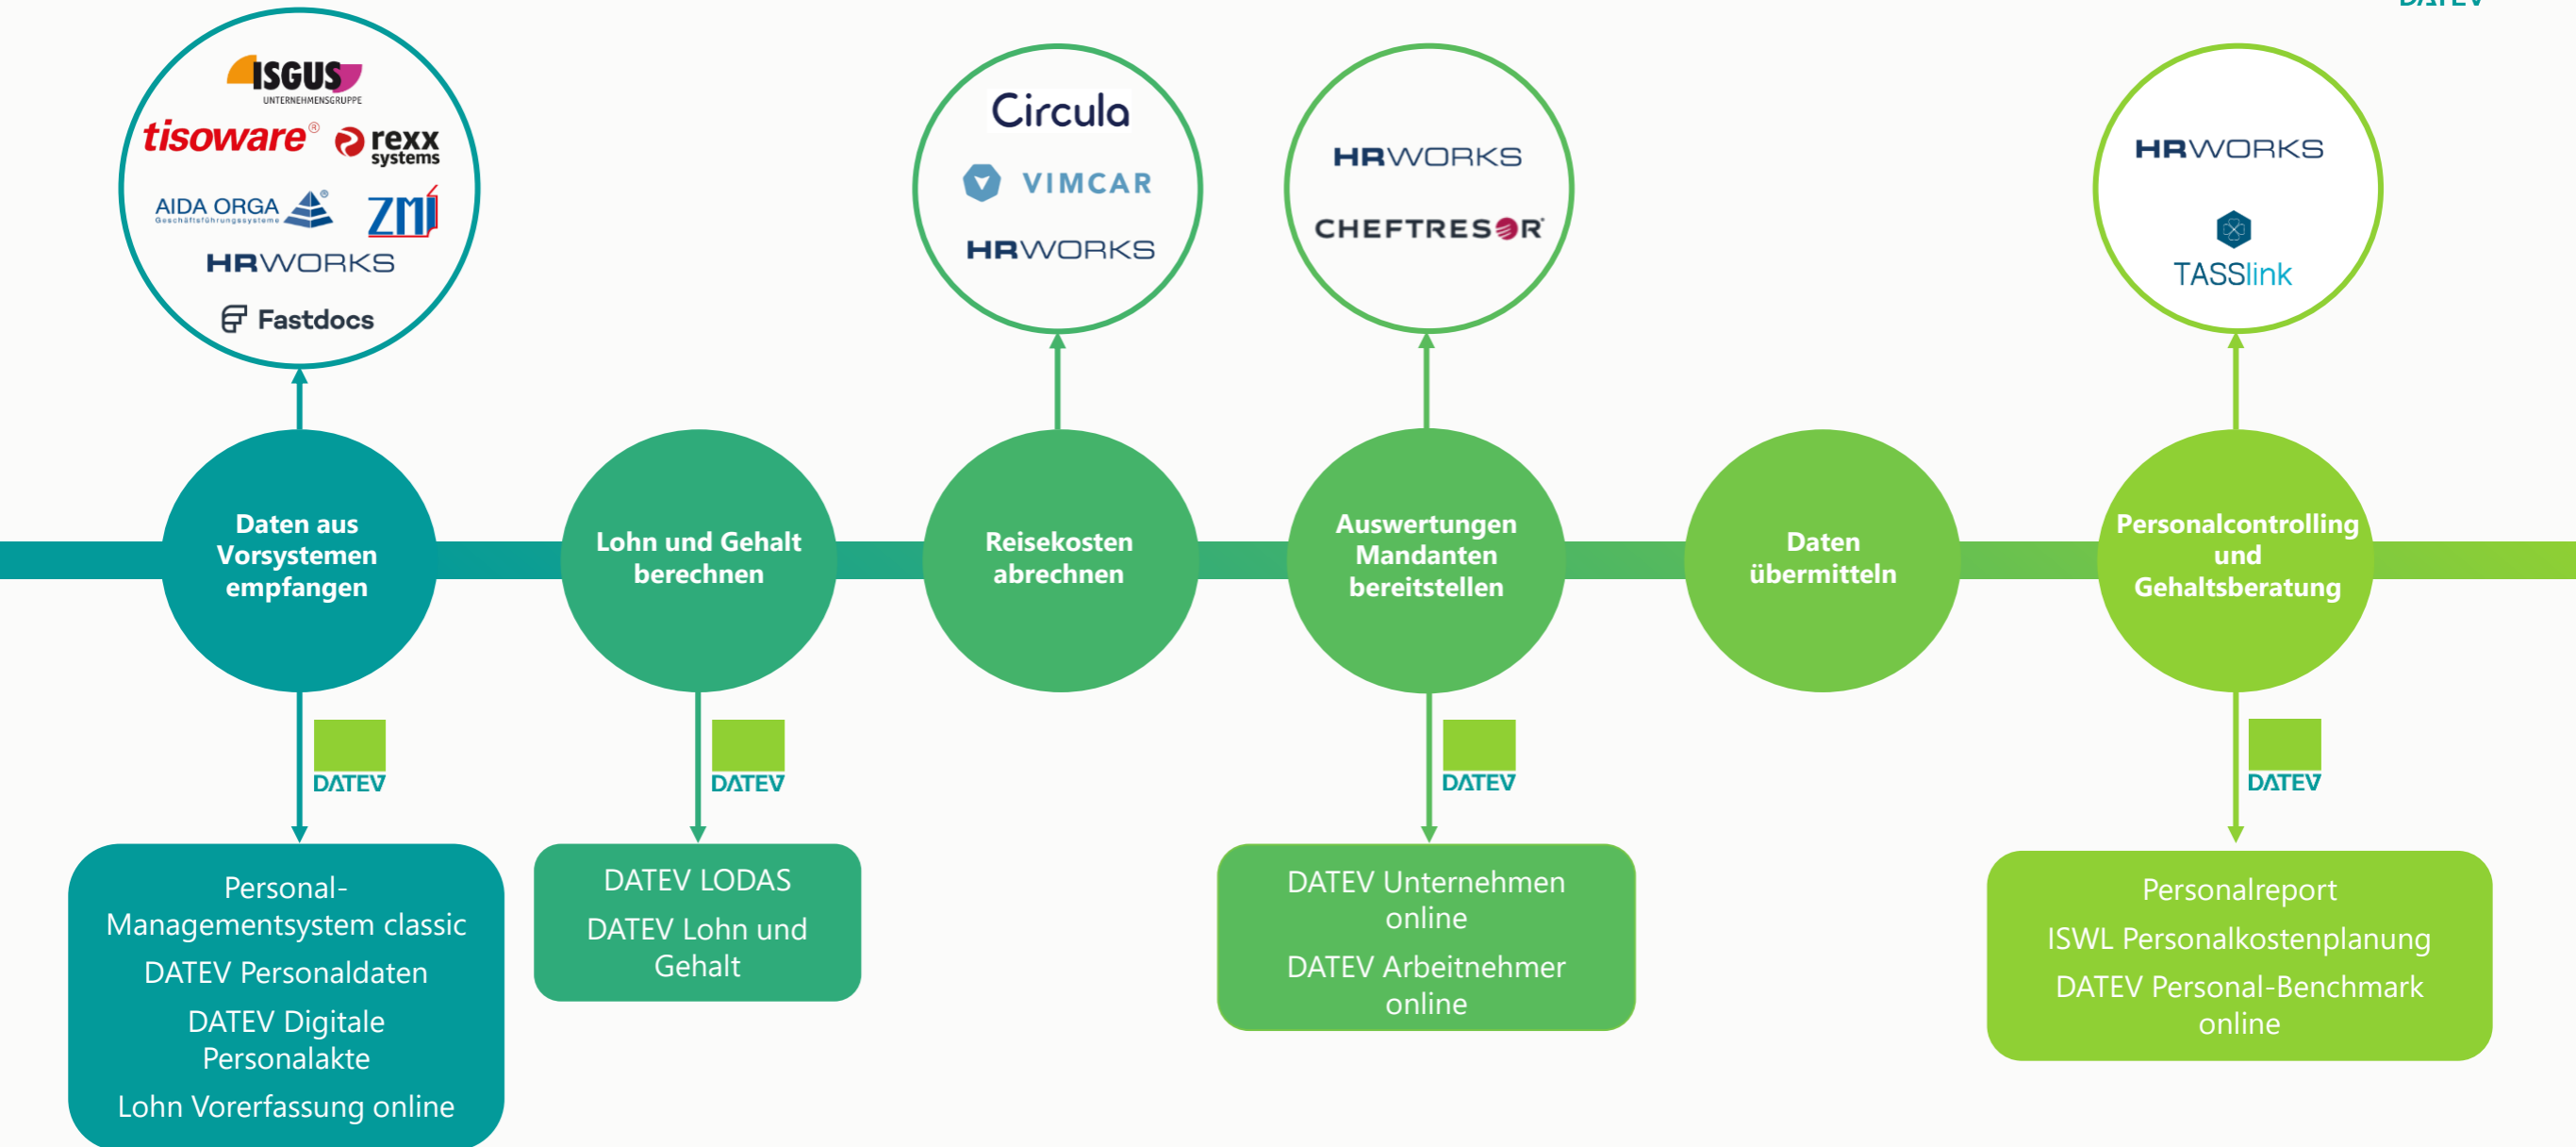 DATEV
ISGUS
UNTERNEHMENSGRUPPE
tisoware®
rexx
systems
AIDA ORGA ®
Geschäftsführungssysteme
ZMI
HRWORKS
Fastdocs
Circula
VIMCAR
HRWORKS
HRWORKS
CHEFTRESOR
HRWORKS
TASSlink
Daten aus
Vorsystemen
empfangen
Lohn und Gehalt
berechnen
Reisekosten
abrechnen
Auswertungen
Mandanten
bereitstellen
Daten
übermitteln
Personalcontrolling
und
Gehaltsberatung
DATEV
DATEV
DATEV
DATEV
Personal-
Managementsystem classic
DATEV Personaldaten
DATEV Digitale
Personalakte
Lohn Vorerfassung online
DATEV LODAS
DATEV Lohn und
Gehalt
DATEV Unternehmen
online
DATEV Arbeitnehmer
online
Personalreport
ISWL Personalkostenplanung
DATEV Personal-Benchmark
online